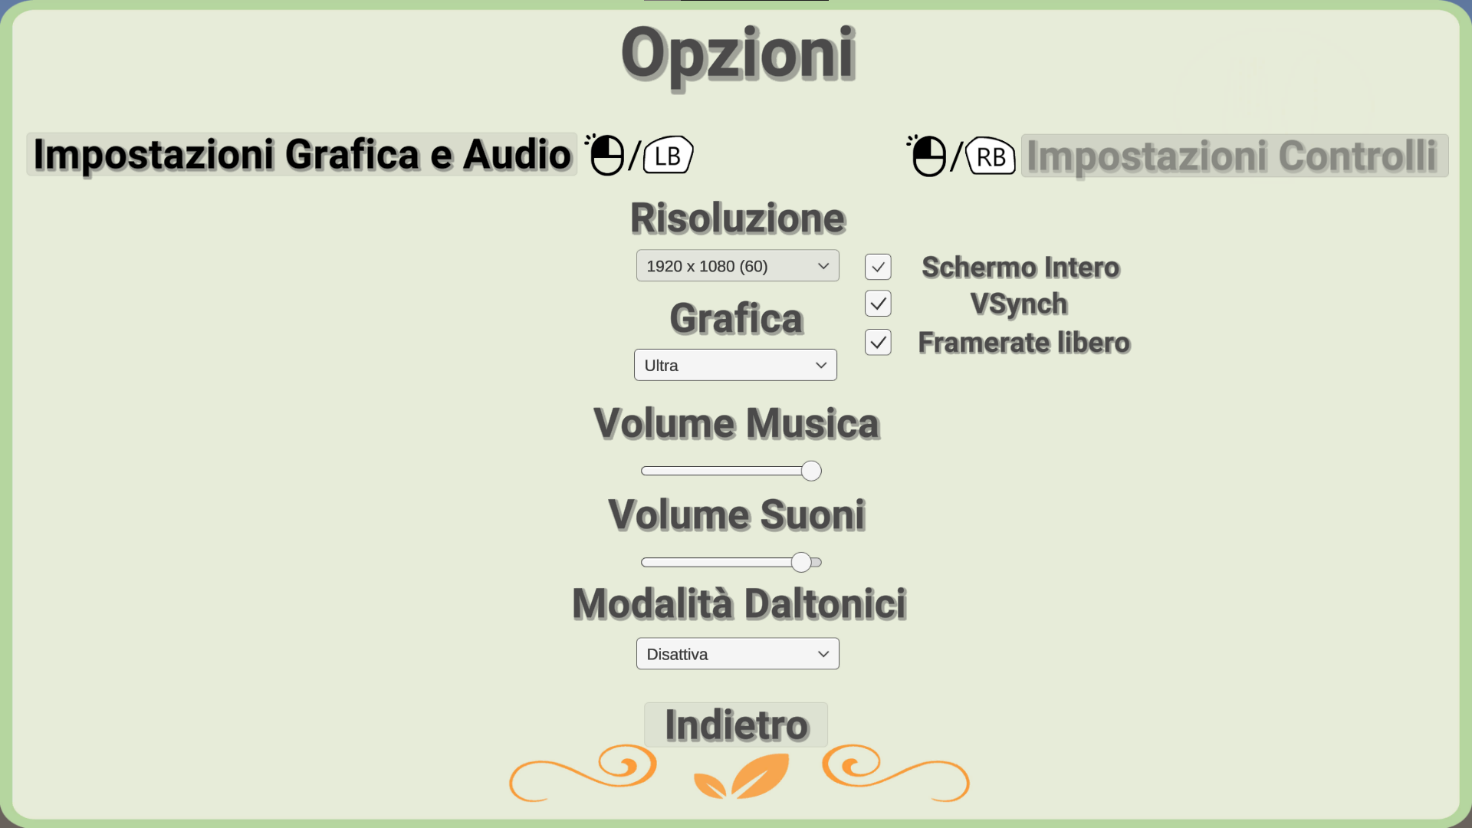 Opzioni
Impostazioni Grafica e Audio /LB /RB Impostazioni Controlli
Risoluzione
1920 x 1080 (60) Schermo Intero
VSynch
Grafica
Framerate libero
Ultra
Volume Musica
Volume Suoni
Modalità Daltonici
Disattiva
Indietro